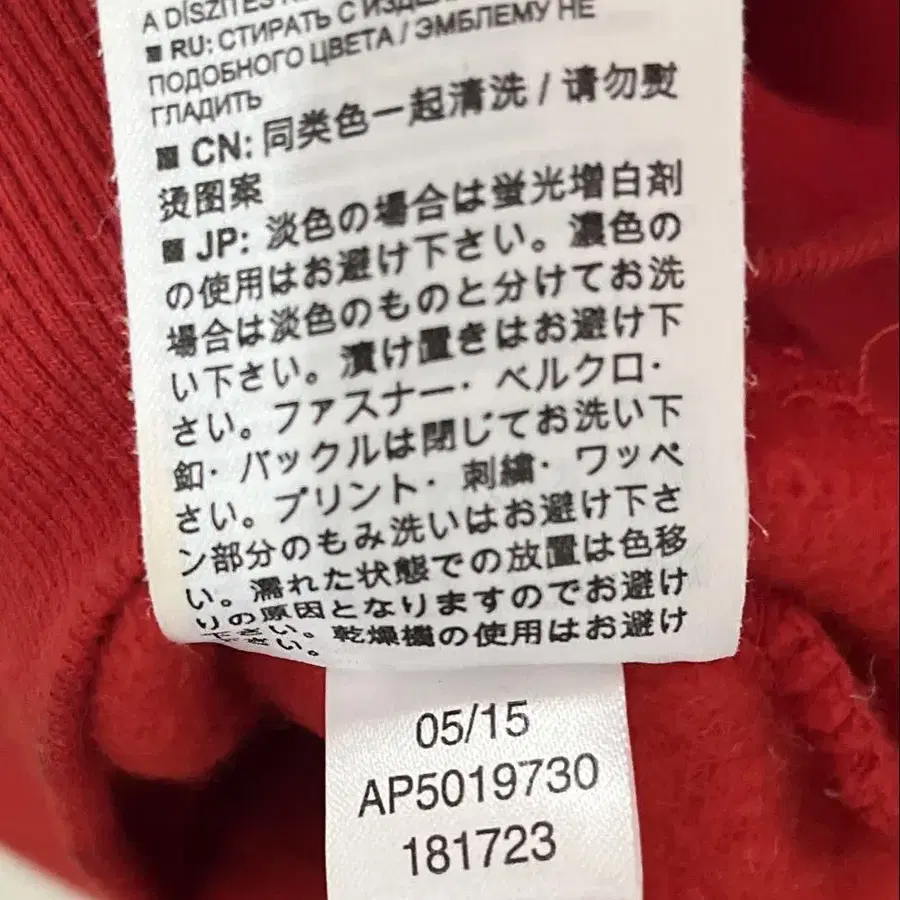 A DÍSZÍTÉS
■ RU: СТИРАТЬ С ИЗДЕЛ
ПОДОБНОГО ЦВЕТА / ЭМБЛЕМУ НЕ
ГЛАДИТЬ
■ CN: 同类色一起清洗 / 请勿熨
烫图案
■ JP: 淡色の場合は蛍光増白剤
の使用はお避け下さい。濃色の
場合は淡色のものと分けてお洗
い下さい。漬け置きはお避け下
さい。ファスナー・ベルクロ・
釦・バックルは閉じてお洗い下
さい。プリント・刺繍・ワッペ
ン部分のもみ洗いはお避け下さ
い。濡れた状態での放置は色移
りの原因となりますのでお避け
下さい。乾燥機の使用はお避け
下さい。
05/15
AP5019730
181723